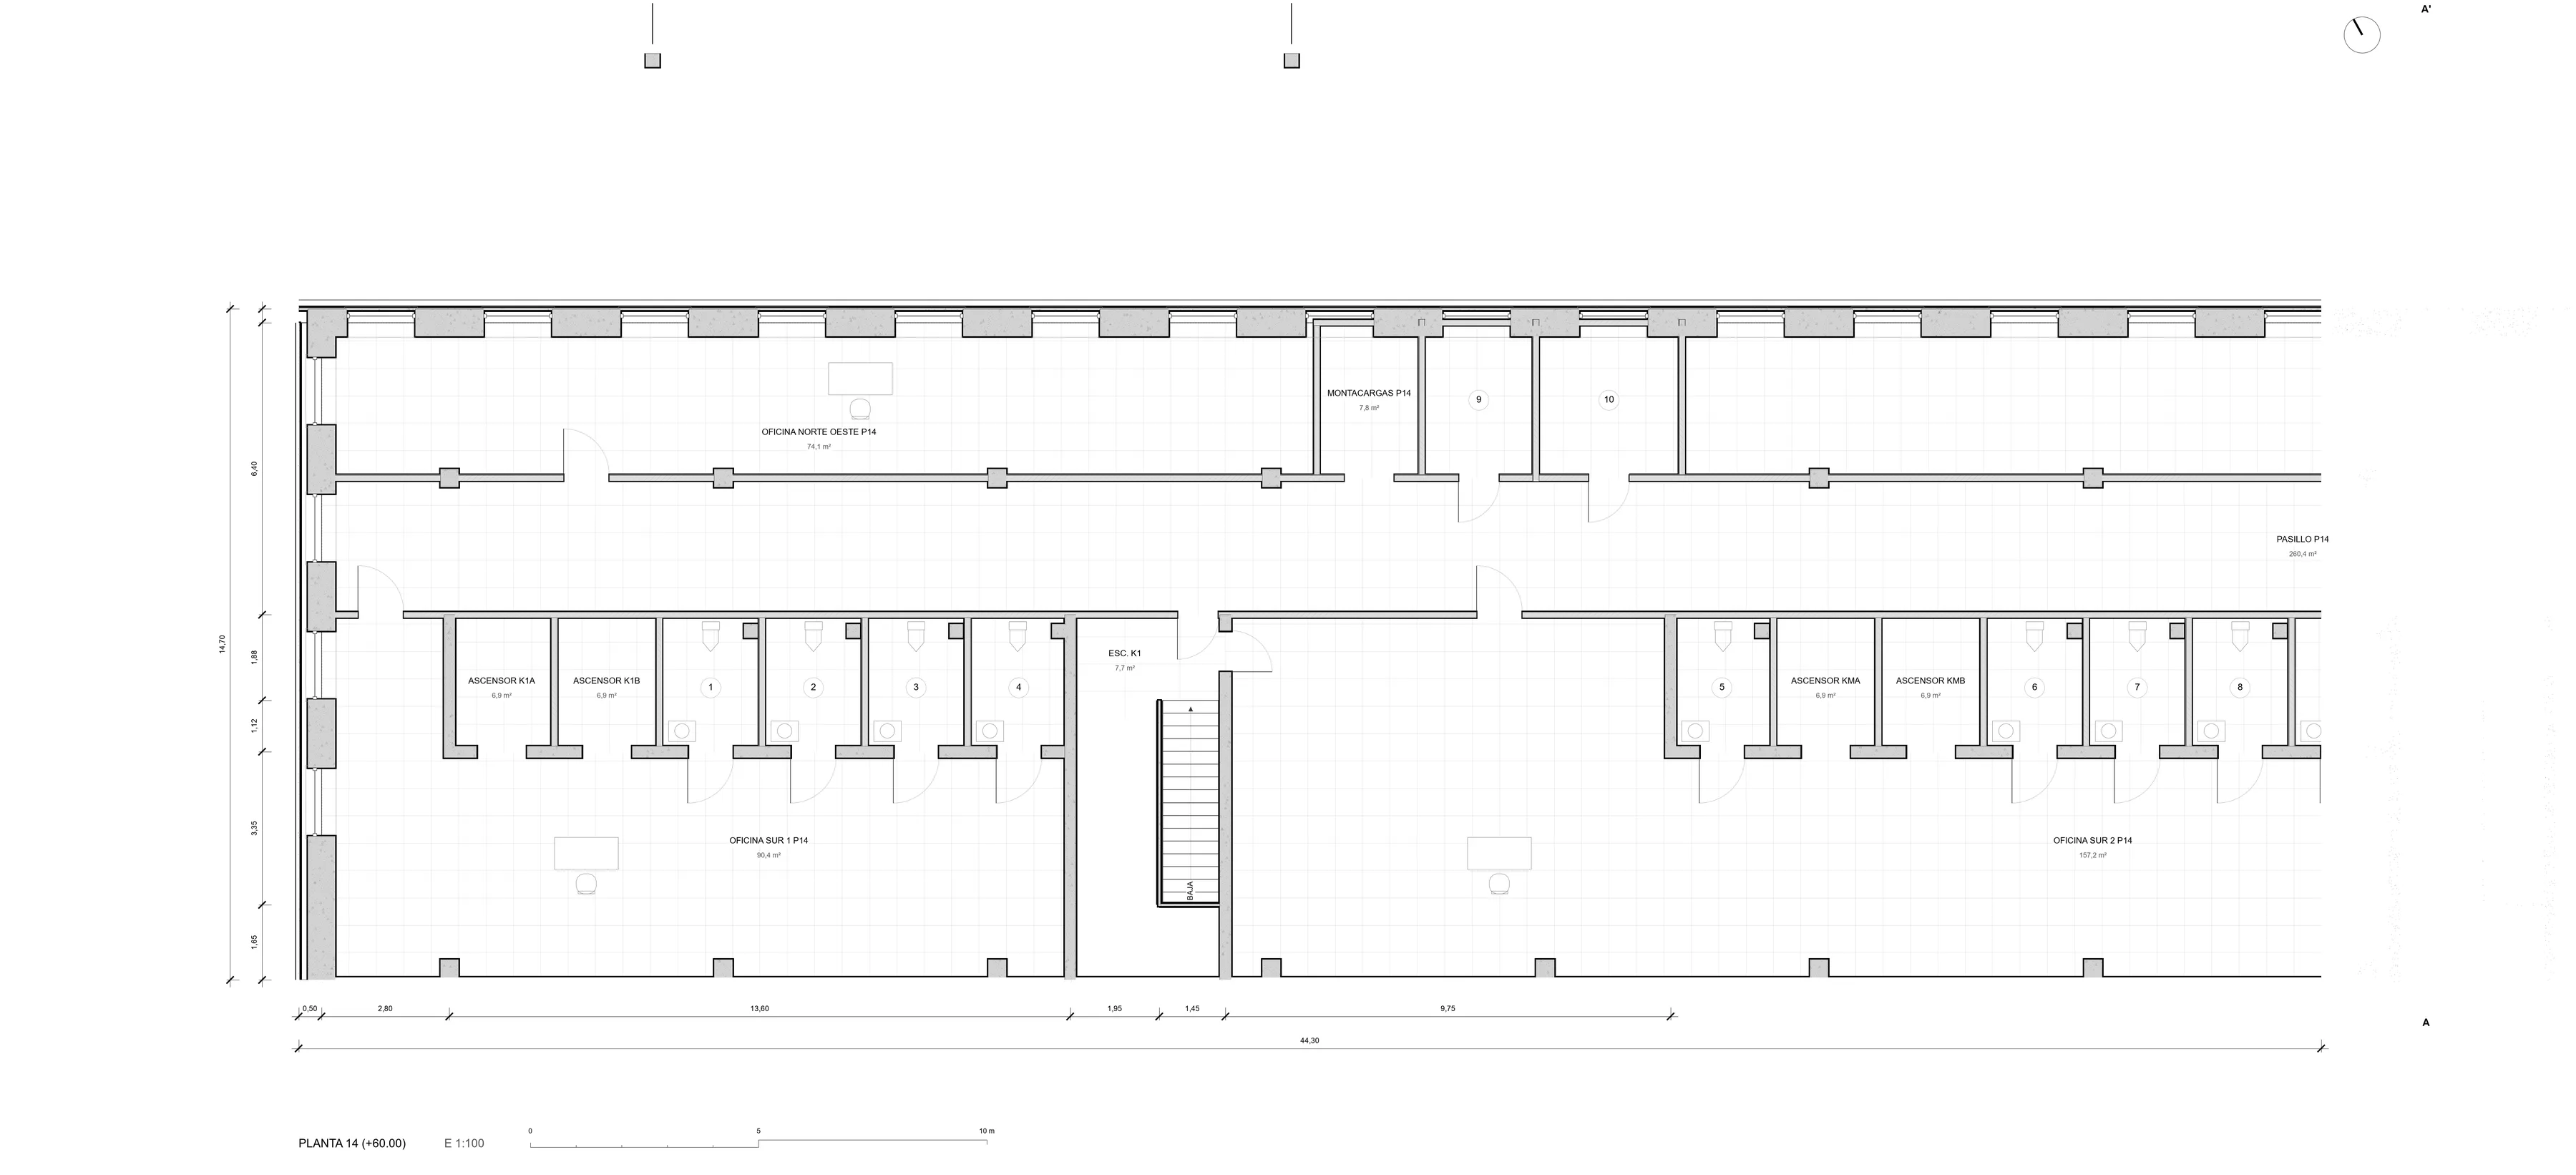 A'
OFICINA NORTE OESTE P14
74,1 m²
MONTACARGAS P14
7,8 m²
9
10
PASILLO P14
260,4 m²
14,70
6,40
1,88
1,12
3,35
1,65
ASCENSOR K1A
6,9 m²
ASCENSOR K1B
6,9 m²
1
2
3
4
ESC. K1
7,7 m²
BAJA
5
ASCENSOR KMA
6,9 m²
ASCENSOR KMB
6,9 m²
6
7
8
OFICINA SUR 1 P14
90,4 m²
OFICINA SUR 2 P14
157,2 m²
0,50
2,80
13,60
1,95
1,45
9,75
A
44,30
PLANTA 14 (+60.00)
E 1:100
0
5
10 m